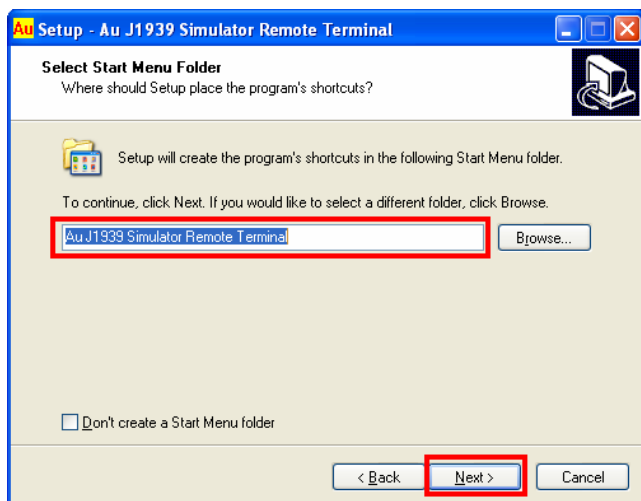 Au Setup - Au J1939 Simulator Remote Terminal
Select Start Menu Folder
Where should Setup place the program's shortcuts?
Setup will create the program's shortcuts in the following Start Menu folder.
To continue, click Next. If you would like to select a different folder, click Browse.
Au J1939 Simulator Remote Terminal
Browse...
Don't create a Start Menu folder
< Back
Next >
Cancel